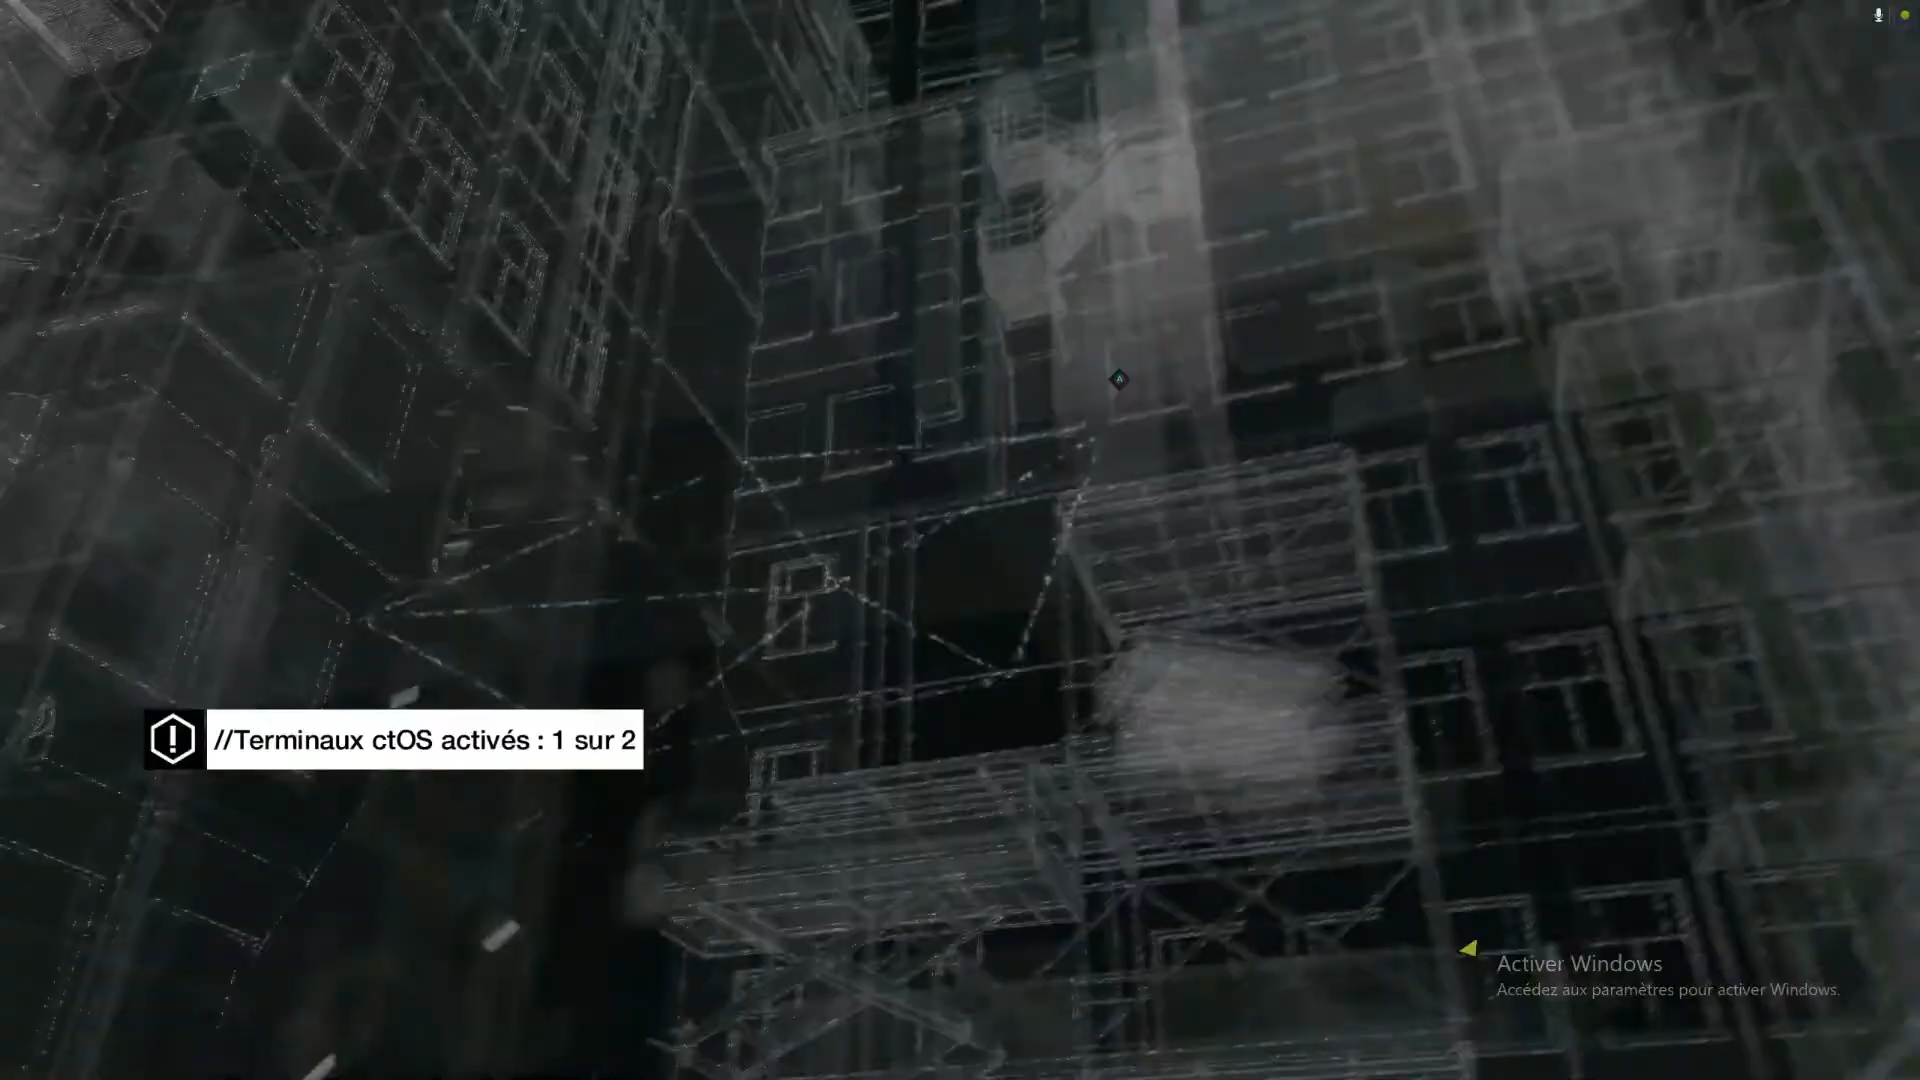 A
//Terminaux ctOS activés : 1 sur 2
Activer Windows
Accédez aux paramètres pour activer Windows.